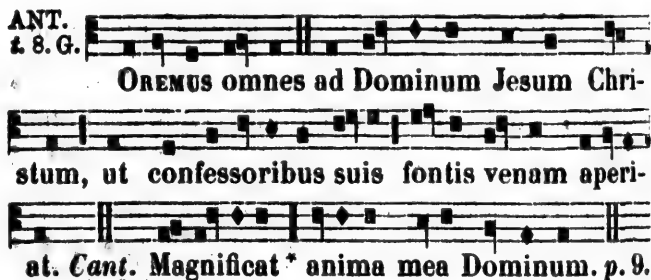 ANT.
t. 8. G.
OREMUS omnes ad Dominum Jesum Chri-
stum, ut confessoribus suis fontis venam aperi-
at. Cant. Magnificat * anima mea Dominum. p. 9.